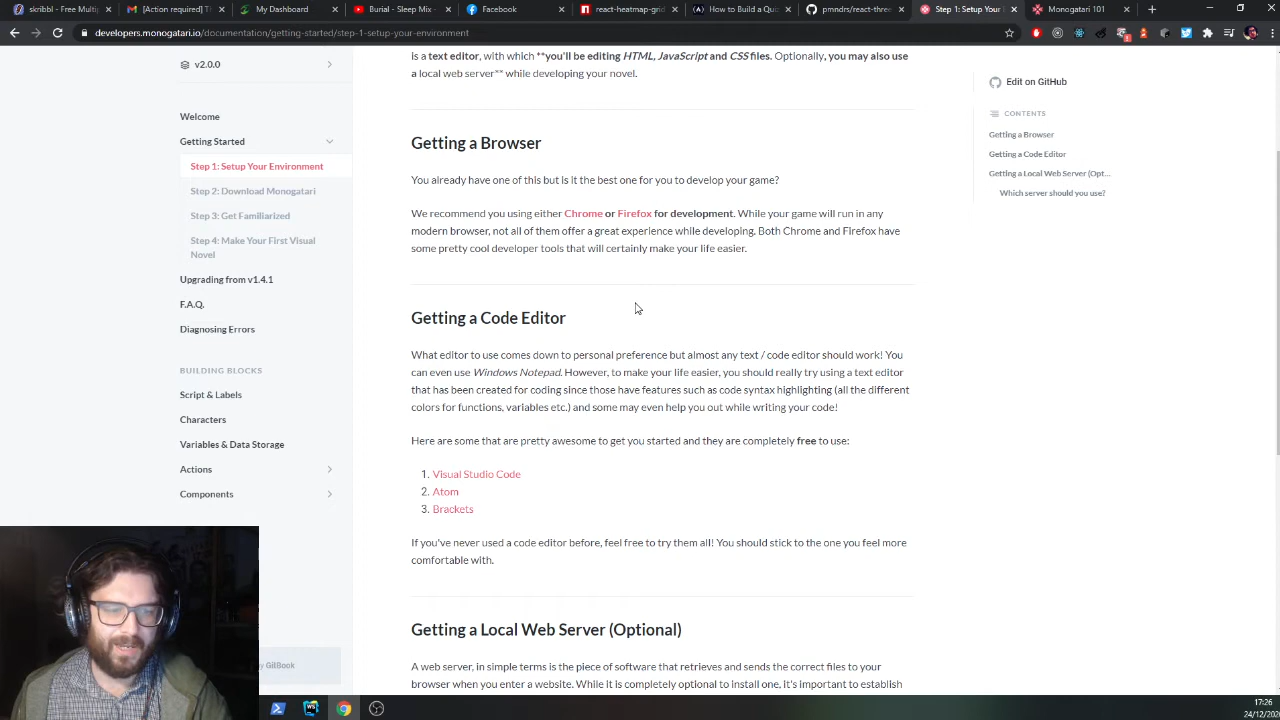 skribbl - Free Multip
(1) Dashboard
Burial - Sleep Mix -
Facebook
react-heatmap-grid
How to Build a Quiz
pmndrs/react-three
Step 1: Setup Your
Monogatari 101
developers.monogatari.io/documentation/getting-started/step-1-setup-your-environment
v2.0.0
Welcome
Getting Started
Step 1: Setup Your Environment
Step 2: Download Monogatari
Step 3: Get Familiarized
Step 4: Make Your First Visual
Novel
Upgrading from v1.4.1
F.A.Q.
Diagnosing Errors
BUILDING BLOCKS
Script & Labels
Characters
Variables & Data Storage
Actions
Components
GitBook
is a text editor, with which **you'll be editing HTML, JavaScript and CSS files. Optionally, you may also use
a local web server** while developing your novel.
Getting a Browser
You already have one of this but is it the best one for you to develop your game?
We recommend you using either Chrome or Firefox for development. While your game will run in any
modern browser, not all of them offer a great experience while developing. Both Chrome and Firefox have
some pretty cool developer tools that will certainly make your life easier.
Getting a Code Editor
What editor to use comes down to personal preference but almost any text / code editor should work! You
can even use Windows Notepad. However, to make your life easier, you should really try using a text editor
that has been created for coding since those have features such as code syntax highlighting (all the different
colors for functions, variables etc.) and some may even help you out while writing your code!
Here are some that are pretty awesome to get you started and they are completely free to use:
1. Visual Studio Code
2. Atom
3. Brackets
If you've never used a code editor before, feel free to try them all! You should stick to the one you feel more
comfortable with.
Getting a Local Web Server (Optional)
A web server, in simple terms is the piece of software that retrieves and sends the correct files to your
browser when you enter a website. While it is completely optional to install one, it's important to establish
Edit on GitHub
CONTENTS
Getting a Browser
Getting a Code Editor
Getting a Local Web Server (Opt...
Which server should you use?
17:26
24/12/202